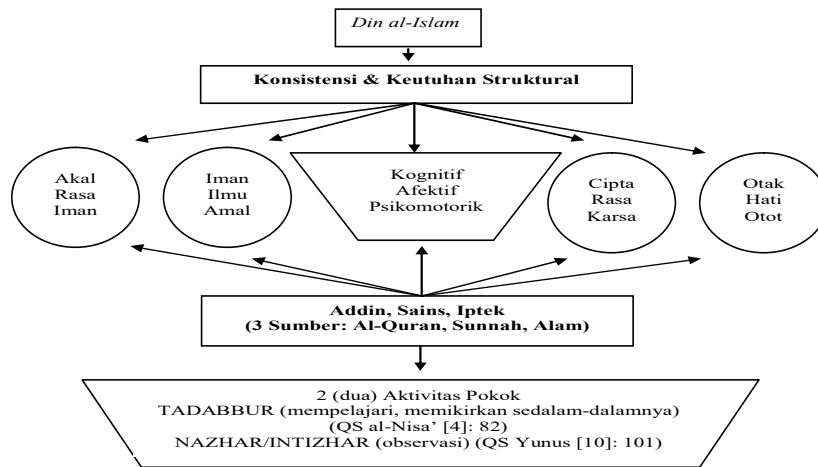 Din al-Islam
Konsistensi & Keutuhan Struktural
Akal
Rasa
Iman
Iman
Ilmu
Amal
Kognitif
Afektif
Psikomotorik
Cipta
Rasa
Karsa
Otak
Hati
Otot
Addin, Sains, Iptek
(3 Sumber: Al-Quran, Sunnah, Alam)
2 (dua) Aktivitas Pokok
TADABBUR (mempelajari, memikirkan sedalam-dalamnya)
(QS al-Nisa’ [4]: 82)
NAZHAR/INTIZHAR (observasi) (QS Yunus [10]: 101)